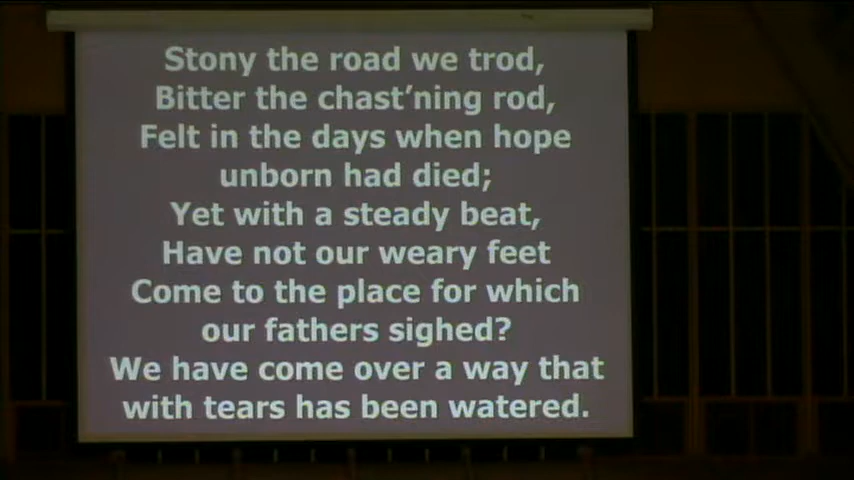 Stony the road we trod,
Bitter the chast'ning rod,
Felt in the days when hope
unborn had died;
Yet with a steady beat,
Have not our weary feet
Come to the place for which
our fathers sighed?
We have come over a way that
with tears has been watered.